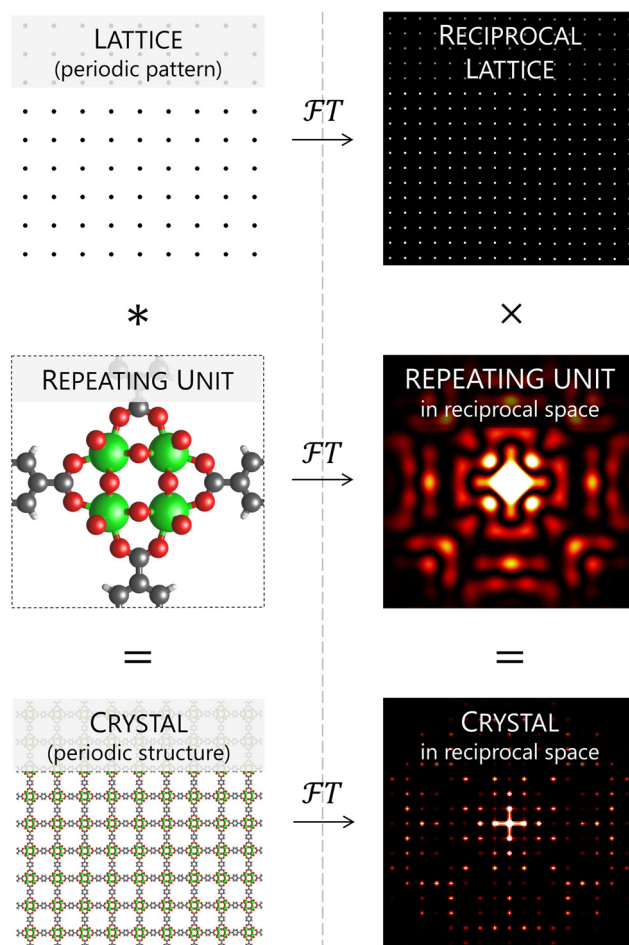 LATTICE
(periodic pattern)
RECIPROCAL
LATTICE
ℱT
*
×
REPEATING UNIT
REPEATING UNIT
in reciprocal space
ℱT
=
=
CRYSTAL
(periodic structure)
CRYSTAL
in reciprocal space
ℱT